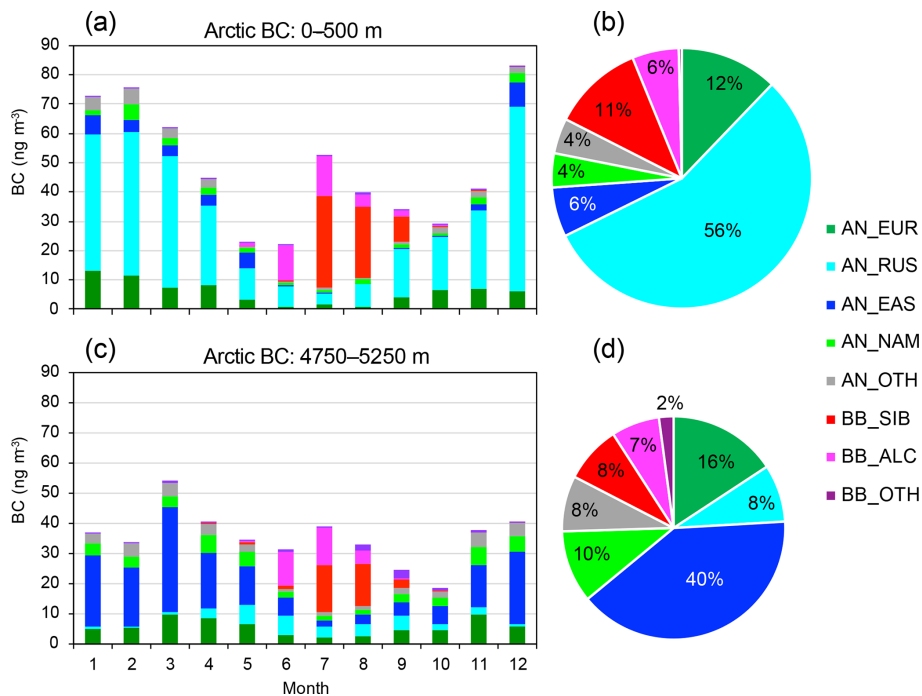 (a)
Arctic BC: 0–500 m
BC (ng m⁻³)
90
80
70
60
50
40
30
20
10
0
(b)
6%
12%
11%
4%
4%
6%
56%
AN_EUR
AN_RUS
AN_EAS
AN_NAM
AN_OTH
BB_SIB
BB_ALC
BB_OTH
(c)
Arctic BC: 4750–5250 m
BC (ng m⁻³)
90
80
70
60
50
40
30
20
10
0
1 2 3 4 5 6 7 8 9 10 11 12
Month
(d)
2%
7%
16%
8%
8%
8%
10%
40%